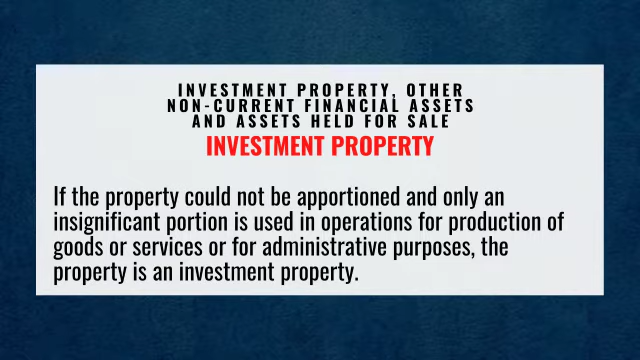 INVESTMENT PROPERTY, OTHER
NON-CURRENT FINANCIAL ASSETS
AND ASSETS HELD FOR SALE
INVESTMENT PROPERTY
If the property could not be apportioned and only an
insignificant portion is used in operations for production of
goods or services or for administrative purposes, the
property is an investment property.